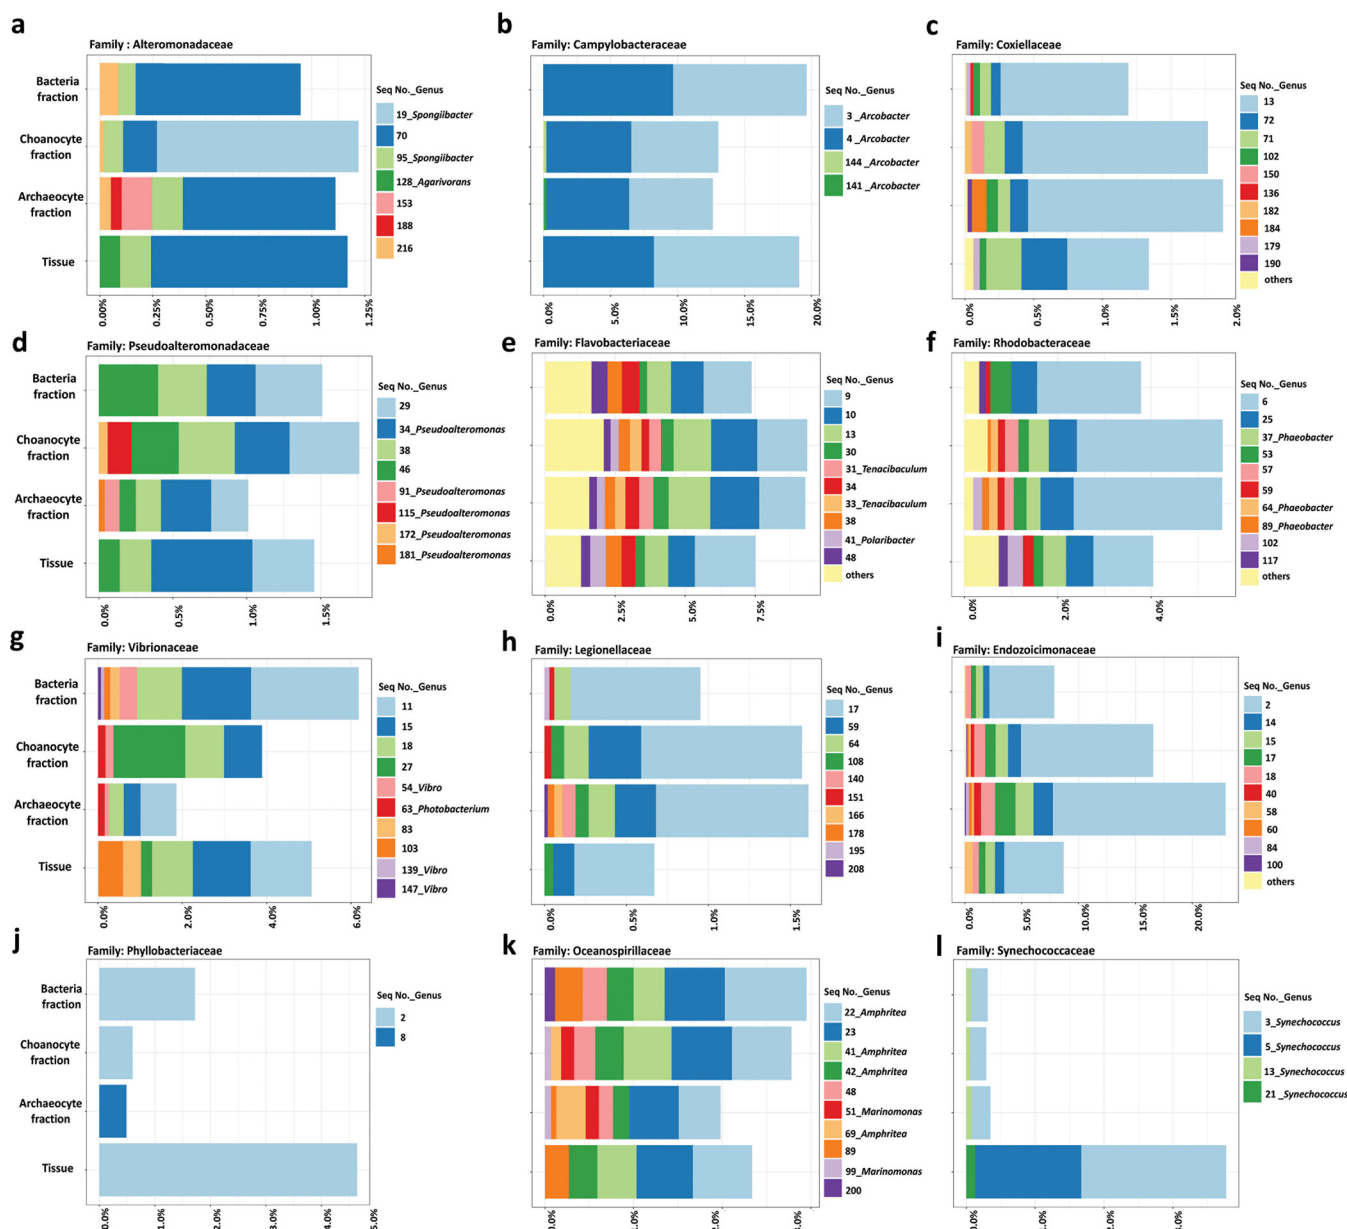 a
Family : Alteromonadaceae
Bacteria
fraction
Choanocyte
fraction
Archaeocyte
fraction
Tissue
0.00%
0.25%
0.50%
0.75%
1.00%
1.25%
Seq No._Genus
19_Spongiibacter
70
95_Spongiibacter
128_Agarivorans
153
188
216
b
Family: Campylobacteraceae
0.0%
5.0%
10.0%
15.0%
20.0%
Seq No._Genus
3 _Arcobacter
4 _Arcobacter
144 _Arcobacter
141 _Arcobacter
c
Family: Coxiellaceae
0.0%
0.5%
1.0%
1.5%
2.0%
Seq No._Genus
13
72
71
102
150
136
182
184
179
190
others
d
Family: Pseudoalteromonadaceae
Bacteria
fraction
Choanocyte
fraction
Archaeocyte
fraction
Tissue
0.0%
0.5%
1.0%
1.5%
Seq No._Genus
29
34_Pseudoalteromonas
38
46
91_Pseudoalteromonas
115_Pseudoalteromonas
172_Pseudoalteromonas
181_Pseudoalteromonas
e
Family: Flavobacteriaceae
0.0%
2.5%
5.0%
7.5%
Seq No._Genus
9
10
13
30
31_Tenacibaculum
34
33_Tenacibaculum
38
41_Polaribacter
48
others
f
Family: Rhodobacteraceae
0.0%
2.0%
4.0%
Seq No._Genus
6
25
37_Phaeobacter
53
57
59
64_Phaeobacter
89_Phaeobacter
102
117
others
g
Family: Vibrionaceae
Bacteria
fraction
Choanocyte
fraction
Archaeocyte
fraction
Tissue
0.0%
2.0%
4.0%
6.0%
Seq No._Genus
11
15
18
27
54_Vibro
63_Photobacterium
83
103
139_Vibro
147_Vibro
h
Family: Legionellaceae
0.0%
0.5%
1.0%
1.5%
Seq No._Genus
17
59
64
108
140
151
166
178
195
208
i
Family: Endozoicimonaceae
0.0%
5.0%
10.0%
15.0%
20.0%
Seq No._Genus
2
14
15
17
18
40
58
60
84
100
others
j
Family: Phyllobacteriaceae
Bacteria
fraction
Choanocyte
fraction
Archaeocyte
fraction
Tissue
0.0%
1.0%
2.0%
3.0%
4.0%
5.0%
Seq No._Genus
2
8
k
Family: Oceanospirillaceae
0.0%
Seq No._Genus
22_Amphritea
23
41_Amphritea
42_Amphritea
48
51_Marinomonas
69_Amphritea
89
99_Marinomonas
200
l
Family: Synechococcaceae
Seq No._Genus
3_Synechococcus
5_Synechococcus
13_Synechococcus
21 _Synechococcus